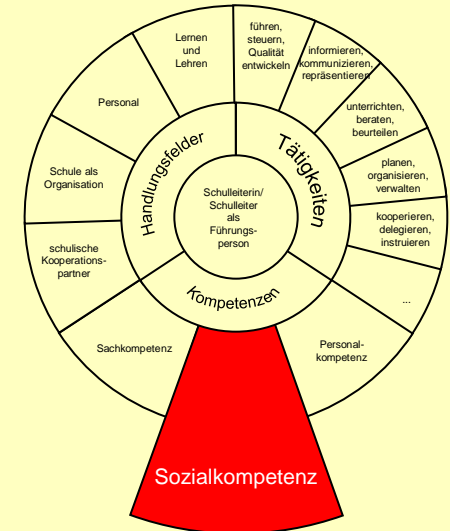 Lernen
und
Lehren
führen,
steuern,
Qualität
entwickeln
informieren,
kommunizieren,
repräsentieren
unterrichten,
beraten,
beurteilen
planen,
organisieren,
verwalten
kooperieren,
delegieren,
instruieren
...
Personal
Schule als
Organisation
schulische
Kooperations-
partner
Handlungsfelder
Tätigkeiten
Kompetenzen
Schulleiterin/
Schulleiter
als
Führungs-
person
Sachkompetenz
Personal-
kompetenz
Sozialkompetenz